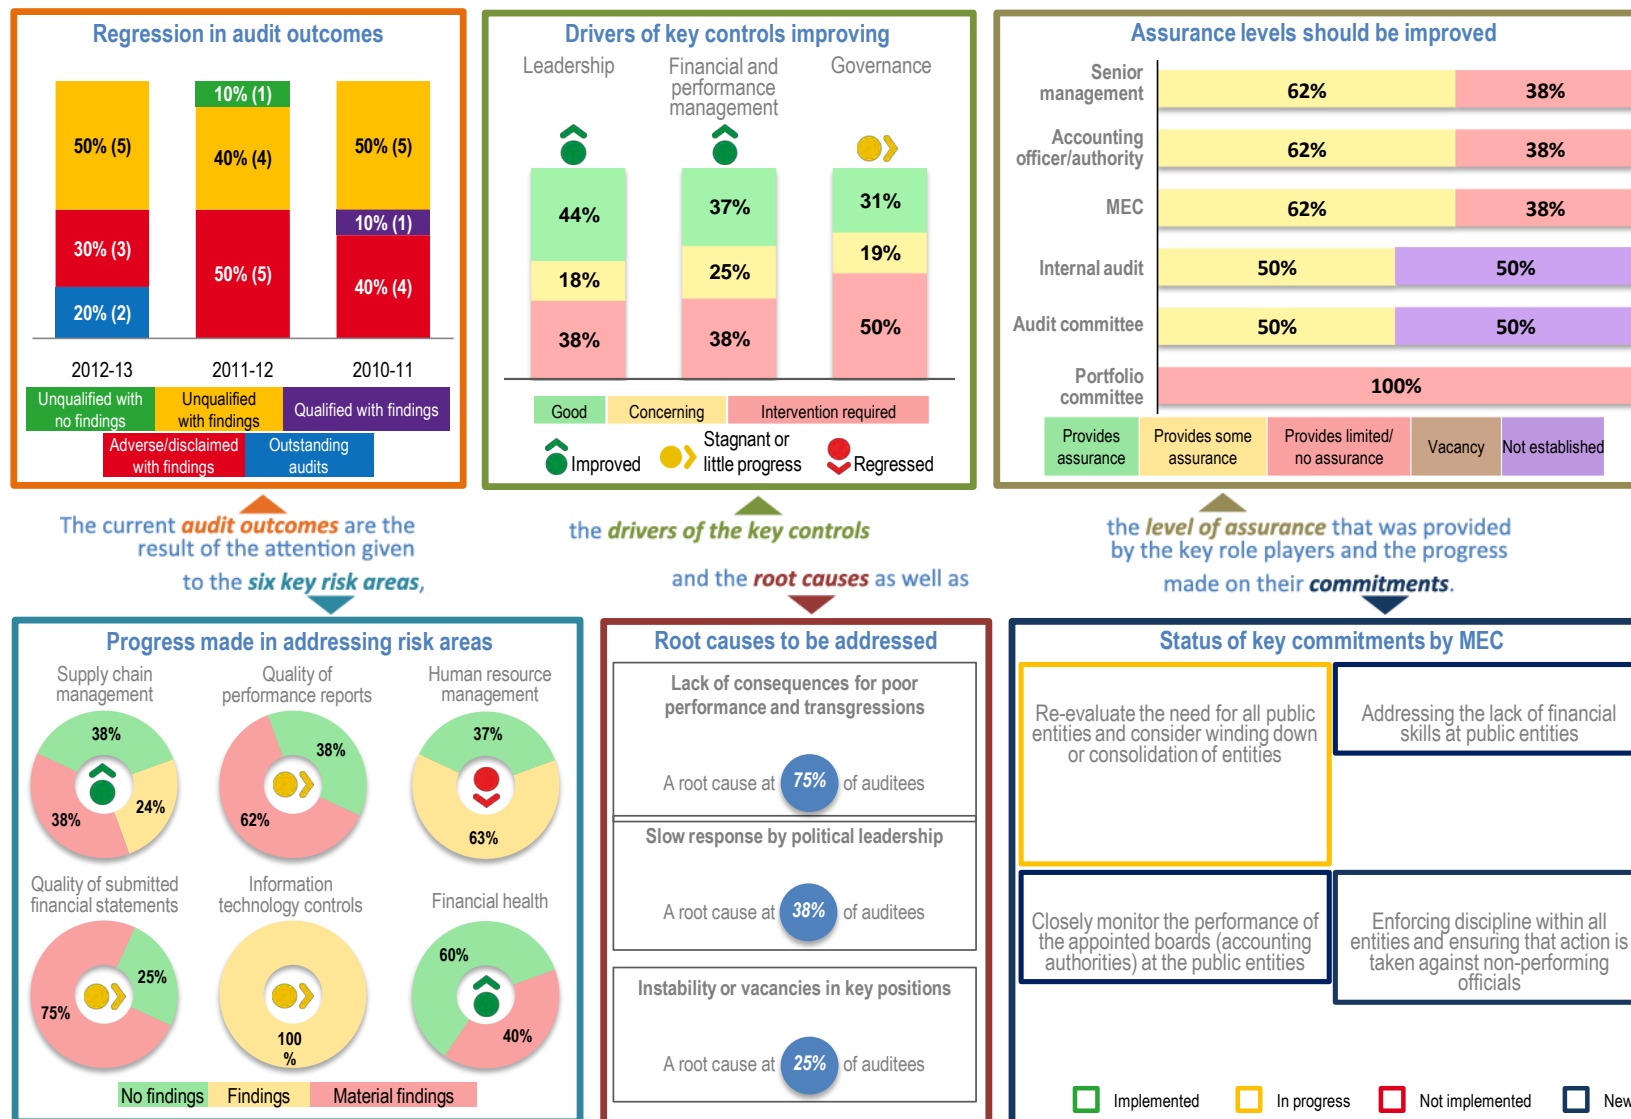 Regression in audit outcomes
50% (5)
30% (3)
20% (2)
10% (1)
40% (4)
50% (5)
50% (5)
10% (1)
40% (4)
2012-13
2011-12
2010-11
Unqualified with
no findings
Unqualified
with findings
Qualified with findings
Adverse/disclaimed
with findings
Outstanding
audits
Drivers of key controls improving
Leadership
Financial and
performance
management
Governance
44%
18%
38%
37%
25%
38%
31%
19%
50%
Good
Concerning
Intervention required
Improved
Stagnant or
little progress
Regressed
Assurance levels should be improved
Senior
management
62%
38%
Accounting
officer/authority
62%
38%
MEC
62%
38%
Internal audit
50%
50%
Audit committee
50%
50%
Portfolio
committee
100%
Provides
assurance
Provides some
assurance
Provides limited/
no assurance
Vacancy
Not established
The current audit outcomes are the
result of the attention given
to the six key risk areas,
the drivers of the key controls
and the root causes as well as
the level of assurance that was provided
by the key role players and the progress
made on their commitments.
Progress made in addressing risk areas
Supply chain
management
38%
24%
38%
Quality of
performance reports
38%
62%
Human resource
management
37%
63%
Quality of submitted
financial statements
25%
75%
Information
technology controls
100
%
Financial health
60%
40%
No findings
Findings
Material findings
Root causes to be addressed
Lack of consequences for poor
performance and transgressions
A root cause at 75% of auditees
Slow response by political leadership
A root cause at 38% of auditees
Instability or vacancies in key positions
A root cause at 25% of auditees
Status of key commitments by MEC
Re-evaluate the need for all public
entities and consider winding down
or consolidation of entities
Addressing the lack of financial
skills at public entities
Closely monitor the performance of
the appointed boards (accounting
authorities) at the public entities
Enforcing discipline within all
entities and ensuring that action is
taken against non-performing
officials
Implemented
In progress
Not implemented
New